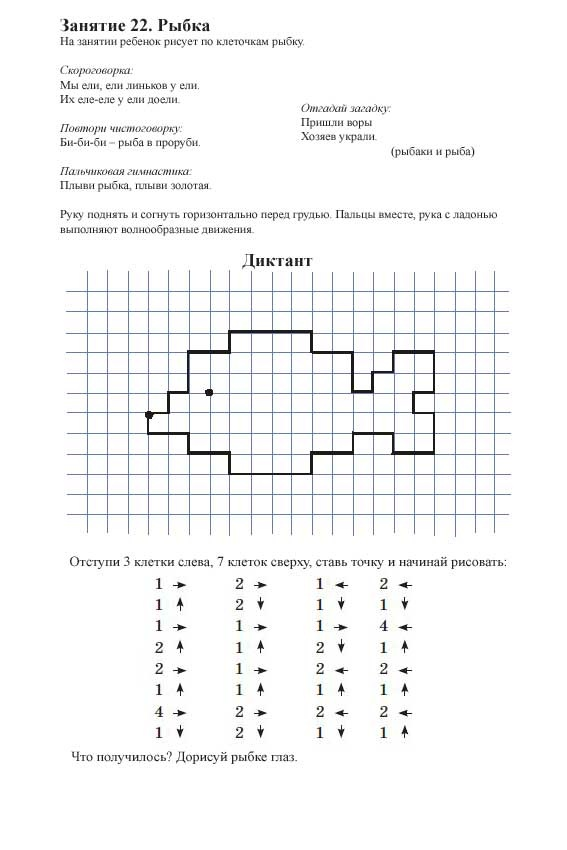 Занятие 22. Рыбка
На занятии ребенок рисует по клеточкам рыбку.
Скороговорка:
Мы ели, ели линьков у ели.
Их еле-еле у ели доели.
Повтори чистоговорку:
Би-би-би – рыба в проруби.
Пальчиковая гимнастика:
Плыви рыбка, плыви золотая.
Отгадай загадку:
Пришли воры
Хозяев украли.
(рыбаки и рыба)
Руку поднять и согнуть горизонтально перед грудью. Пальцы вместе, рука с ладонью
выполняют волнообразные движения.
Диктант
Отступи 3 клетки слева, 7 клеток сверху, ставь точку и начинай рисовать:
1 → 2 → 1 ← 2 ←
1 ↑ 2 ↓ 1 ↓ 1 ↓
1 → 1 → 1 → 4 ←
2 ↑ 1 ↑ 2 ↓ 1 ↑
2 → 1 → 2 ← 2 ←
1 ↑ 1 ↑ 1 ↑ 1 ↑
4 → 2 → 2 ← 2 ←
1 ↓ 2 ↓ 1 ↓ 1 ↑
Что получилось? Дорисуй рыбке глаз.